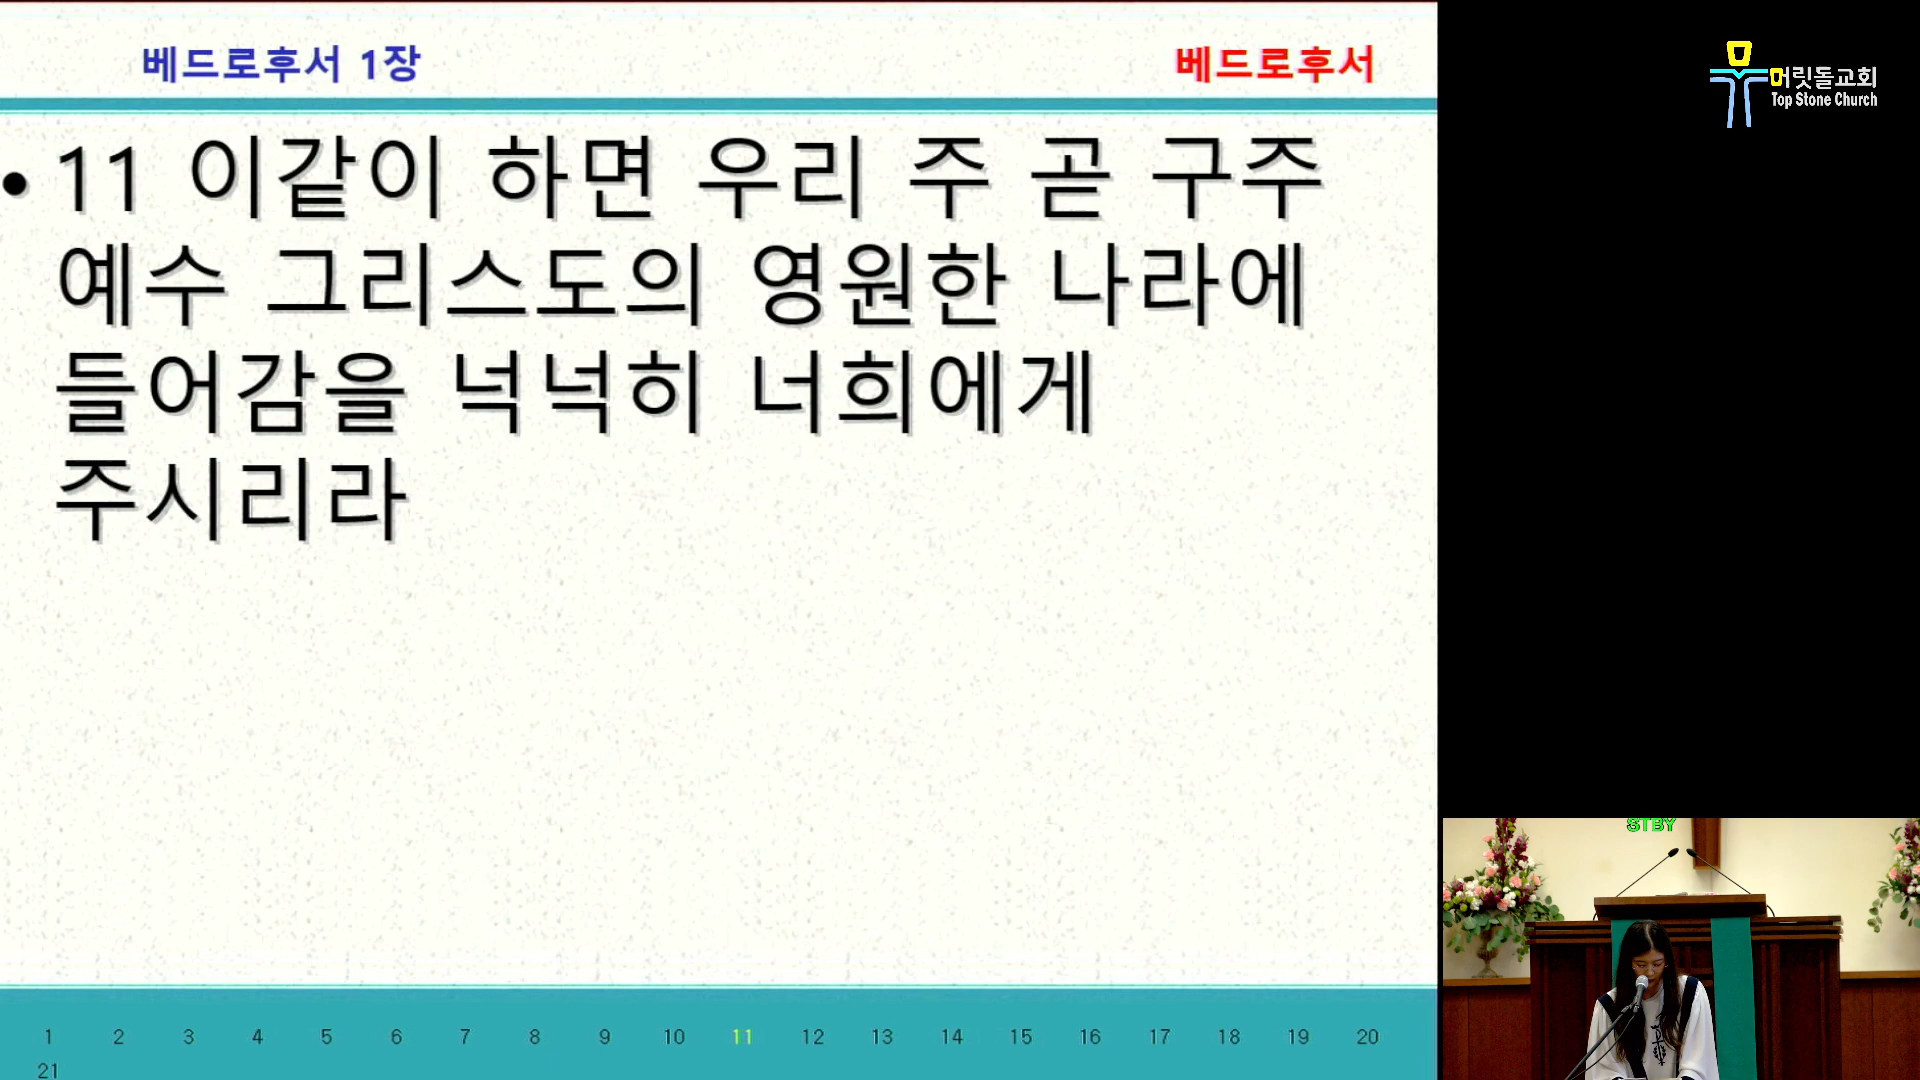 베드로후서 1장
베드로후서
• 11 이같이 하면 우리 주 곧 구주
예수 그리스도의 영원한 나라에
들어감을 넉넉히 너희에게
주시리라
1 2 3 4 5 6 7 8 9 10 11 12 13 14 15 16 17 18 19 20
21
머릿돌교회
Top Stone Church
STBY